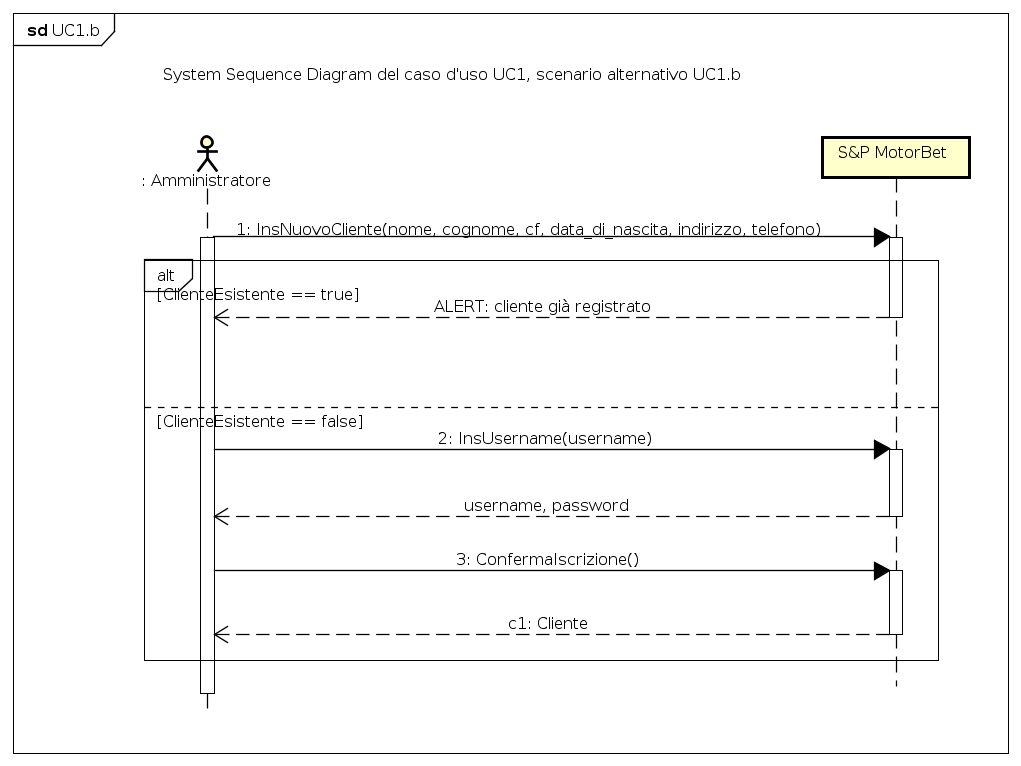 sd UC1.b
System Sequence Diagram del caso d'uso UC1, scenario alternativo UC1.b
: Amministratore
S&P MotorBet
1: InsNuovoCliente(nome, cognome, cf, data_di_nascita, indirizzo, telefono)
alt
[ClienteEsistente == true]
ALERT: cliente già registrato
[ClienteEsistente == false]
2: InsUsername(username)
username, password
3: ConfermaIscrizione()
c1: Cliente